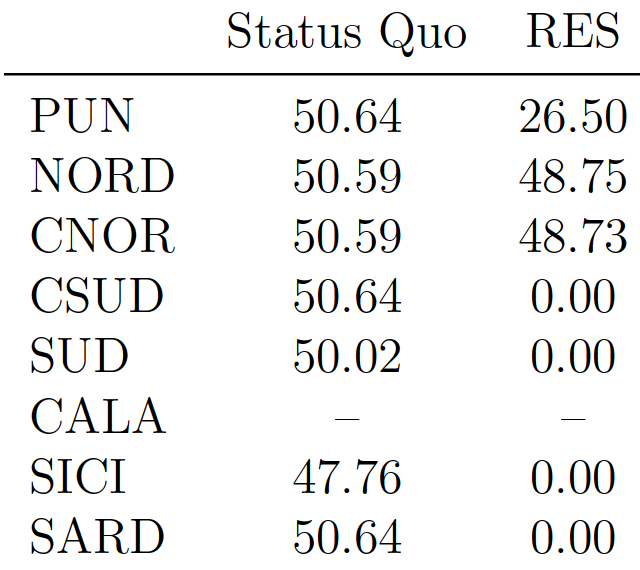 Status Quo RES
PUN 50.64 26.50
NORD 50.59 48.75
CNOR 50.59 48.73
CSUD 50.64 0.00
SUD 50.02 0.00
CALA – –
SICI 47.76 0.00
SARD 50.64 0.00